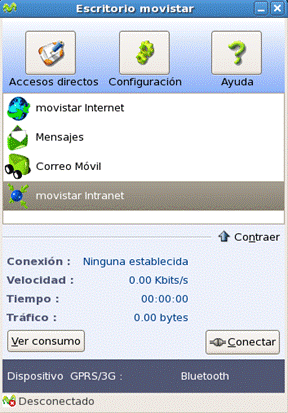 Escritorio movistar
Accesos directos Configuración Ayuda
movistar Internet
Mensajes
Correo Móvil
movistar Intranet
Contraer
Conexión : Ninguna establecida
Velocidad : 0.00 Kbits/s
Tiempo : 00:00:00
Tráfico : 0.00 bytes
Ver consumo Conectar
Dispositivo GPRS/3G : Bluetooth
Desconectado